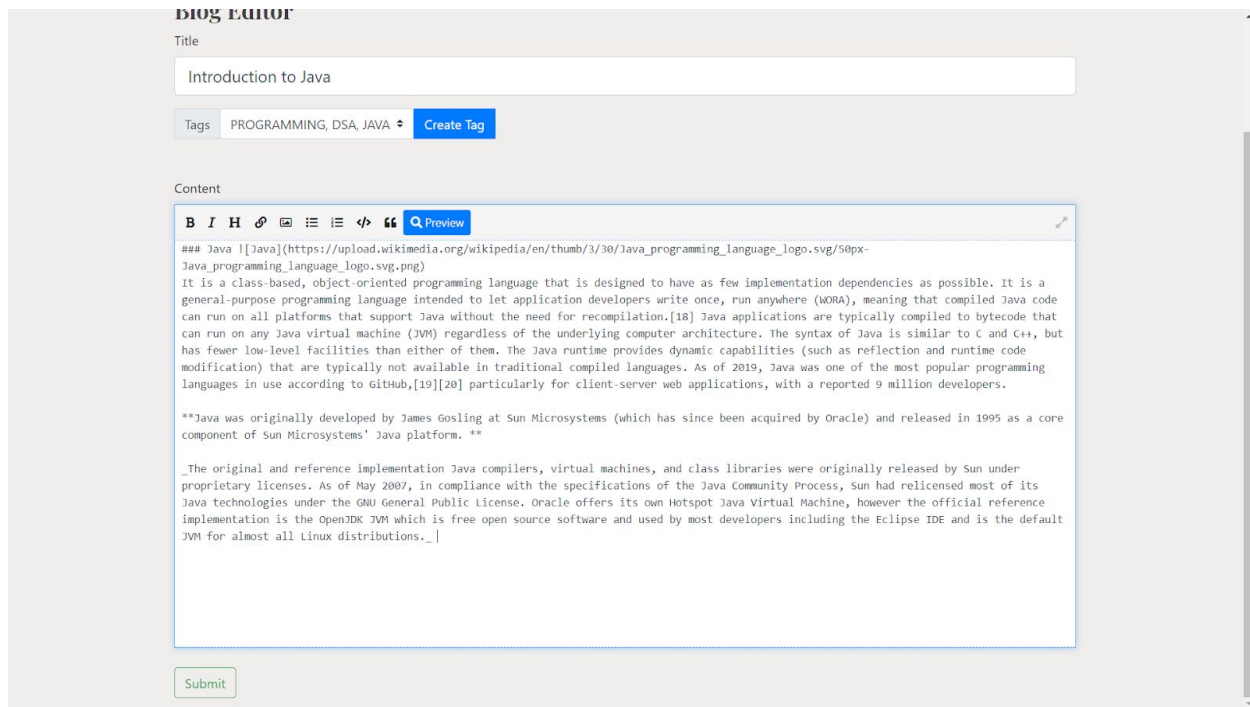 Blog Editor
Title
Introduction to Java
Tags PROGRAMMING, DSA, JAVA Create Tag
Content
B I H Preview
### Java ![Java](https://upload.wikimedia.org/wikipedia/en/thumb/3/30/Java_programming_language_logo.svg/50px-
Java_programming_language_logo.svg.png)
It is a class-based, object-oriented programming language that is designed to have as few implementation dependencies as possible. It is a
general-purpose programming language intended to let application developers write once, run anywhere (WORA), meaning that compiled Java code
can run on all platforms that support Java without the need for recompilation.[18] Java applications are typically compiled to bytecode that
can run on any Java virtual machine (JVM) regardless of the underlying computer architecture. The syntax of Java is similar to C and C++, but
has fewer low-level facilities than either of them. The Java runtime provides dynamic capabilities (such as reflection and runtime code
modification) that are typically not available in traditional compiled languages. As of 2019, Java was one of the most popular programming
languages in use according to GitHub,[19][20] particularly for client-server web applications, with a reported 9 million developers.
**Java was originally developed by James Gosling at Sun Microsystems (which has since been acquired by Oracle) and released in 1995 as a core
component of Sun Microsystems' Java platform. **
_The original and reference implementation Java compilers, virtual machines, and class libraries were originally released by Sun under
proprietary licenses. As of May 2007, in compliance with the specifications of the Java Community Process, Sun had relicensed most of its
Java technologies under the GNU General Public License. Oracle offers its own Hotspot Java Virtual Machine, however the official reference
implementation is the OpenJDK JVM which is free open source software and used by most developers including the Eclipse IDE and is the default
JVM for almost all Linux distributions._
Submit